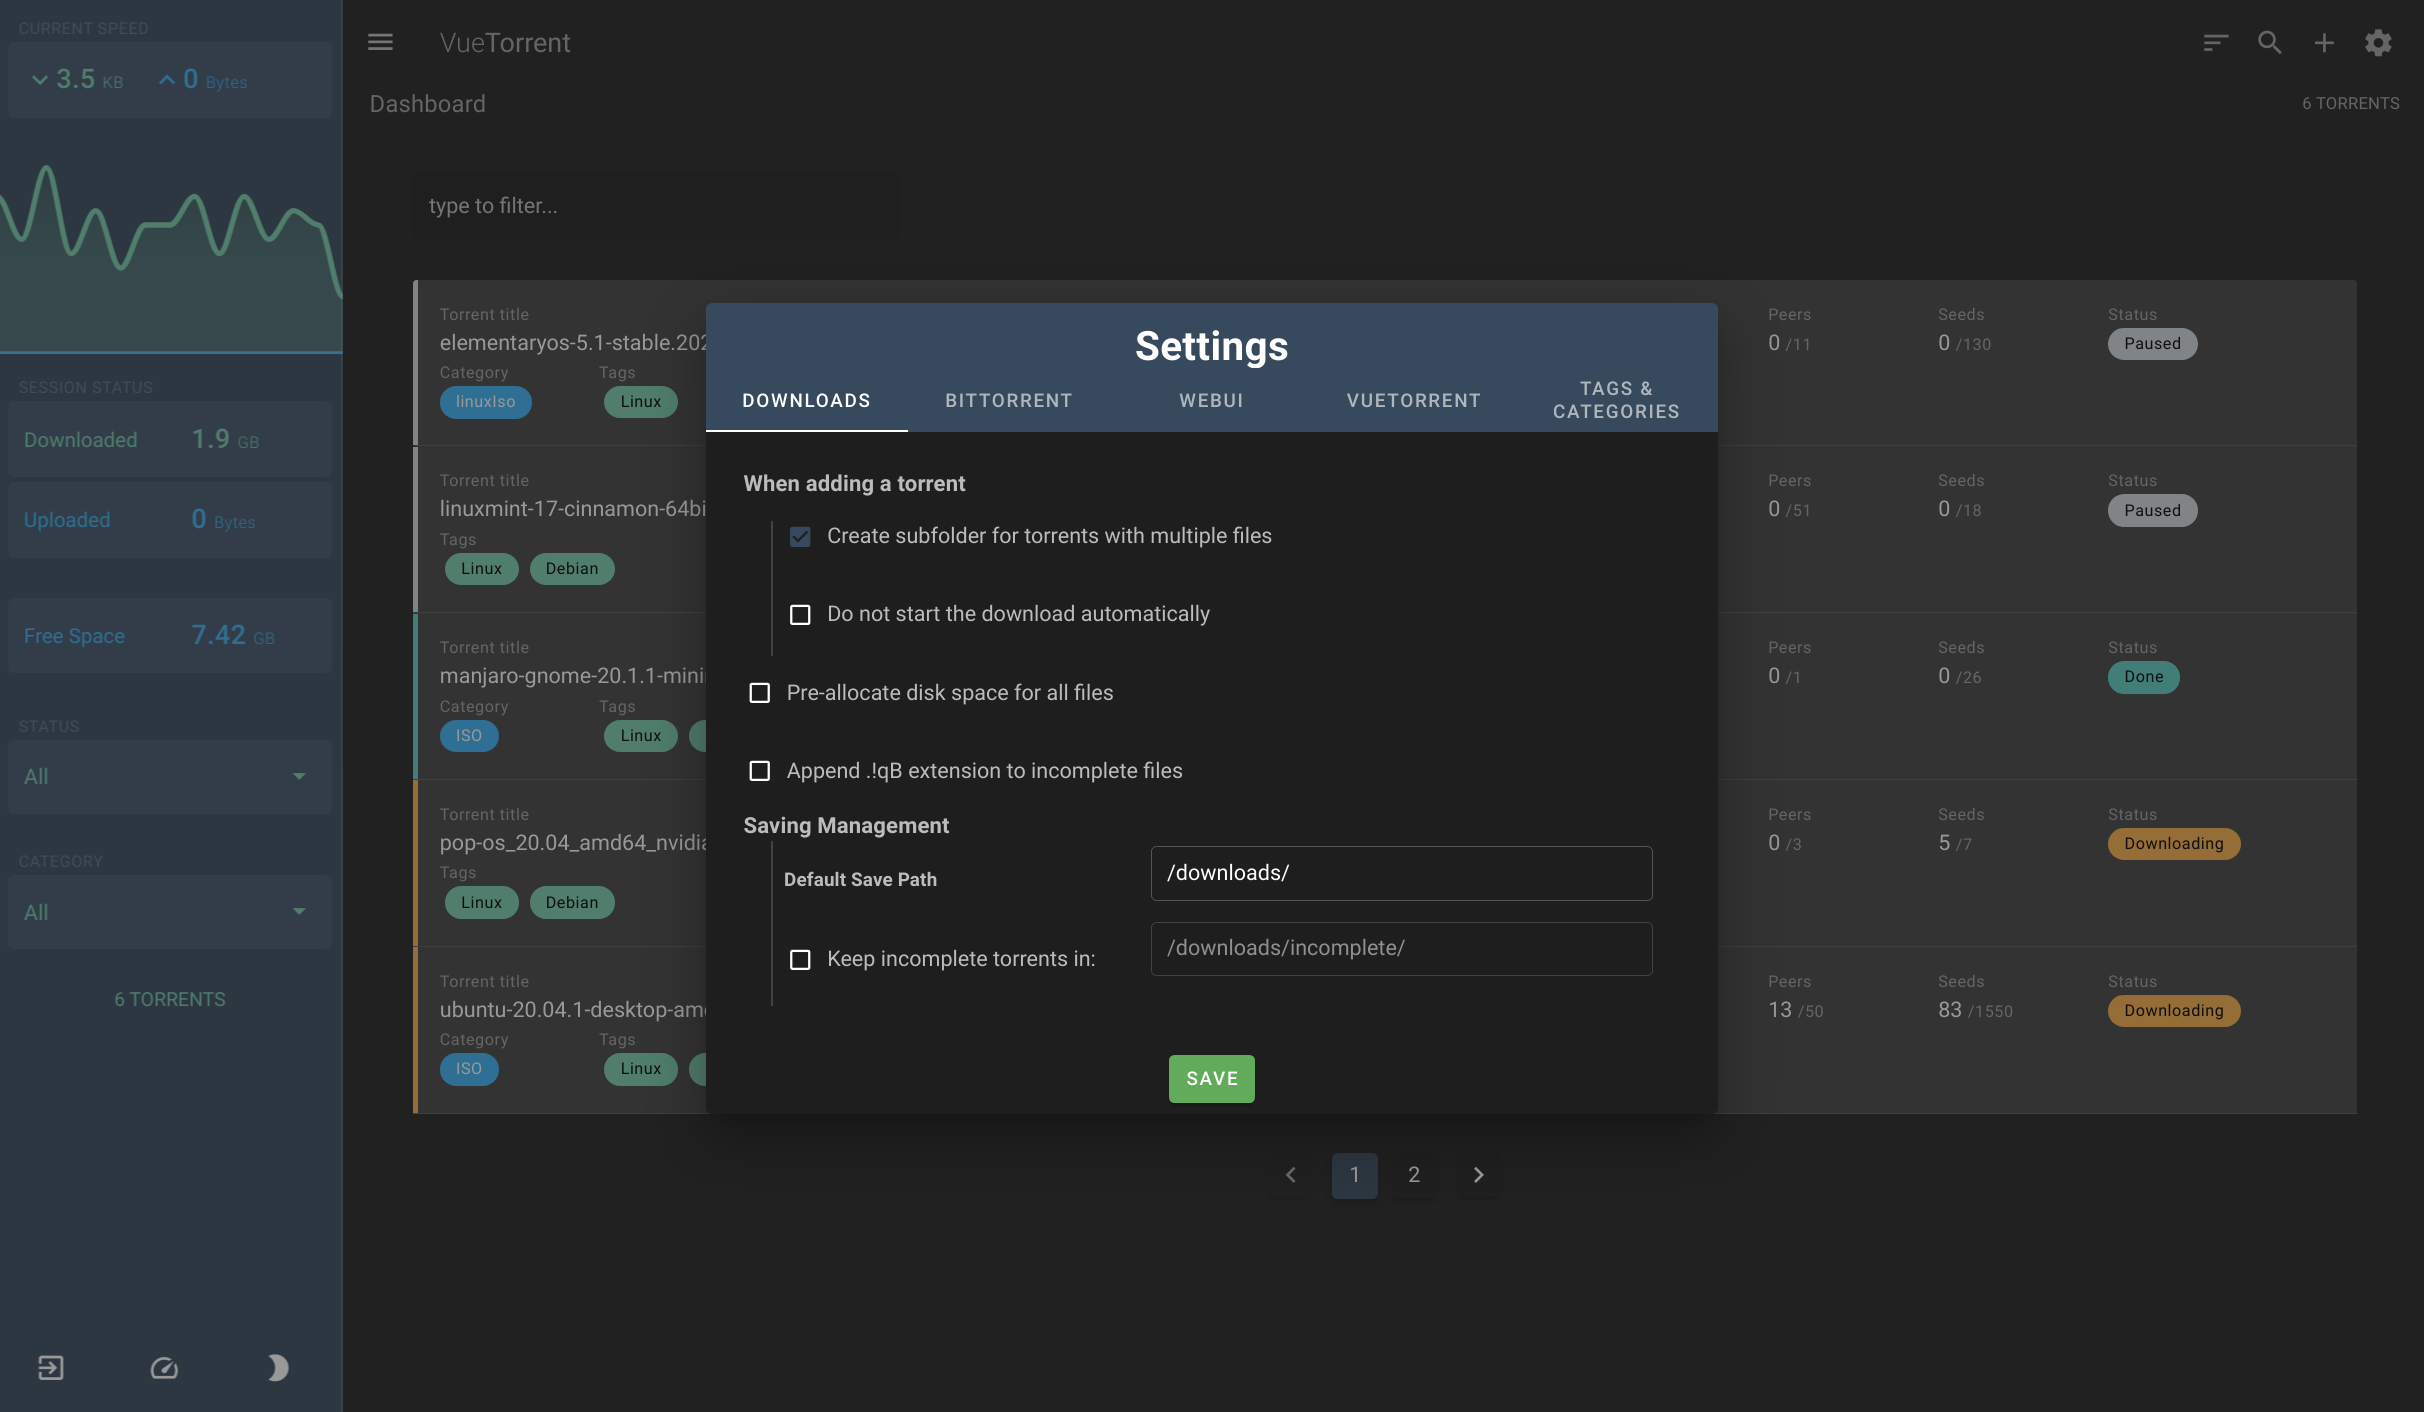 CURRENT SPEED
3.5 KB 0 Bytes
SESSION STATUS
Downloaded 1.9 GB
Uploaded 0 Bytes
Free Space 7.42 GB
STATUS
All
CATEGORY
All
6 TORRENTS
VueTorrent
Dashboard
6 TORRENTS
type to filter...
Torrent title
elementaryos-5.1-stable.202
Category Tags
linuxIso Linux
Peers Seeds Status
0 /11 0 /130 Paused
Torrent title
linuxmint-17-cinnamon-64bi
Tags
Linux Debian
Peers Seeds Status
0 /51 0 /18 Paused
Torrent title
manjaro-gnome-20.1.1-mini
Category Tags
ISO Linux
Peers Seeds Status
0 /1 0 /26 Done
Torrent title
pop-os_20.04_amd64_nvidia
Tags
Linux Debian
Peers Seeds Status
0 /3 5 /7 Downloading
Torrent title
ubuntu-20.04.1-desktop-amd
Category Tags
ISO Linux
Peers Seeds Status
13 /50 83 /1550 Downloading
Settings
DOWNLOADS BITTORRENT WEBUI VUETORRENT TAGS & CATEGORIES
When adding a torrent
Create subfolder for torrents with multiple files
Do not start the download automatically
Pre-allocate disk space for all files
Append .!qB extension to incomplete files
Saving Management
Default Save Path /downloads/
Keep incomplete torrents in: /downloads/incomplete/
SAVE
1 2